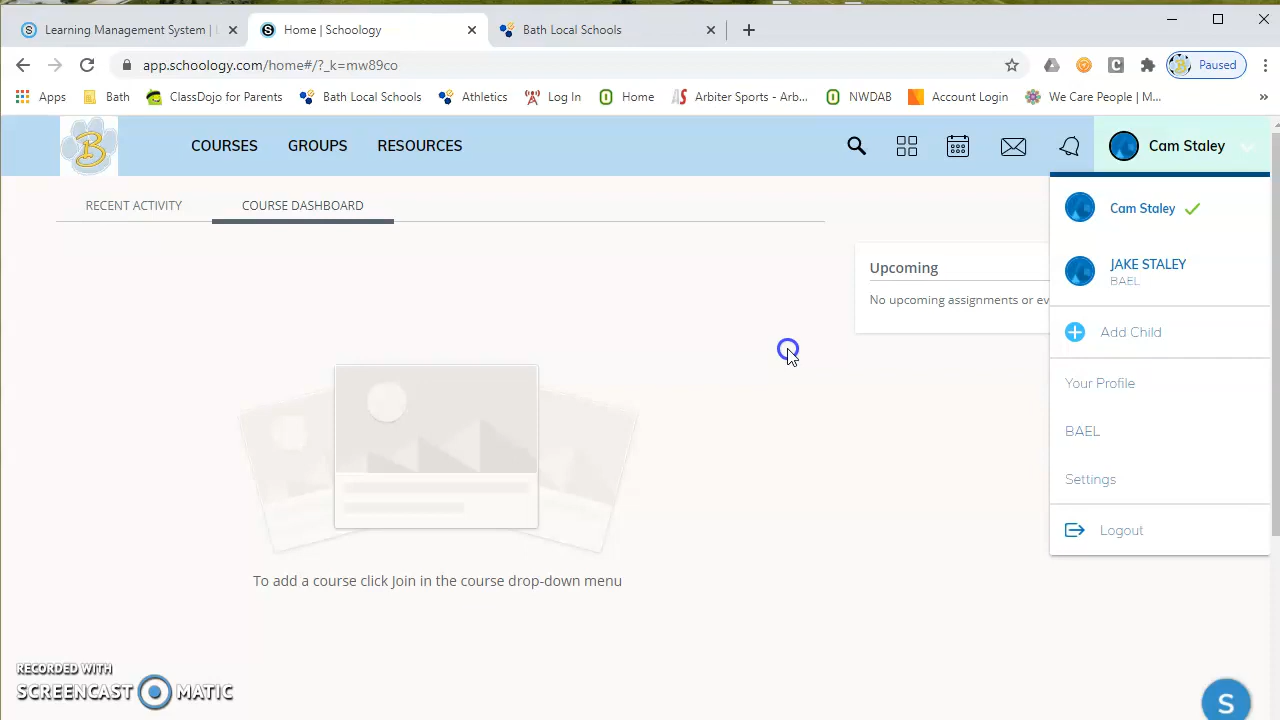 Learning Management System | 
Home | Schoology
Bath Local Schools
app.schoology.com/home#/?_k=mw89co
Paused
Apps
Bath
ClassDojo for Parents
Bath Local Schools
Athletics
Log In
Home
Arbiter Sports - Arb...
NWDAB
Account Login
We Care People | M...
»
B
COURSES
GROUPS
RESOURCES
Cam Staley
RECENT ACTIVITY
COURSE DASHBOARD
Cam Staley
JAKE STALEY
BAEL
Upcoming
No upcoming assignments or ev
Add Child
Your Profile
BAEL
Settings
Logout
To add a course click Join in the course drop-down menu
RECORDED WITH
SCREENCAST MATIC
S